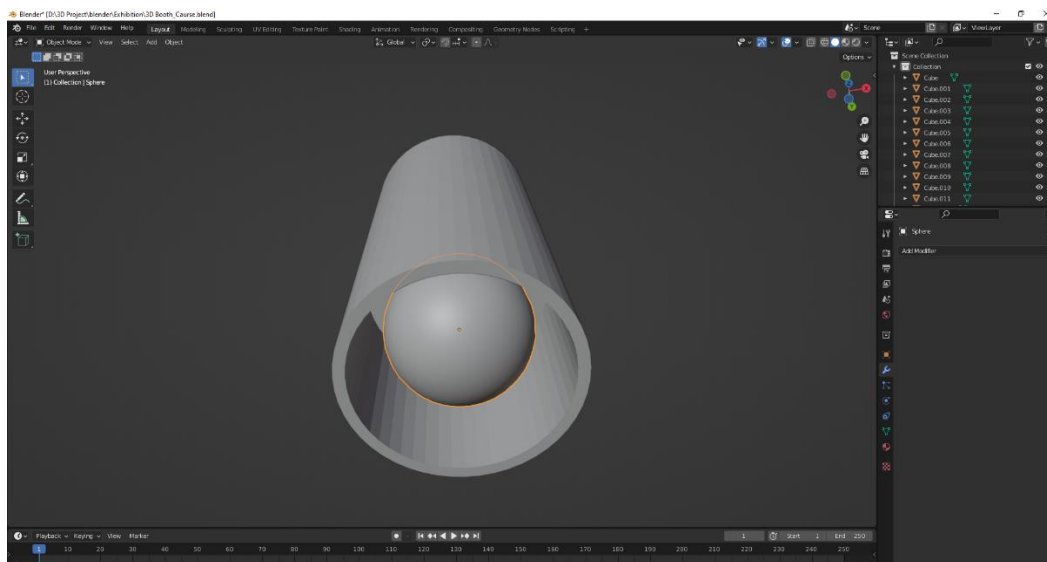 Blender* [D:\3D Project\blender\Exhibition\3D Booth_Caurse.blend]
File Edit Render Window Help Layout Modeling Sculpting UV Editing Texture Paint Shading Animation Rendering Compositing Geometry Nodes Scripting + Scene ViewLayer
Object Mode View Select Add Object Global
Options
User Perspective
(1) Collection | Sphere
X
Y
Scene Collection
Collection
Cube
Cube.001
Cube.002
Cube.003
Cube.004
Cube.005
Cube.006
Cube.007
Cube.008
Cube.009
Cube.010
Cube.011
Sphere
Add Modifier
Playback Keying View Marker 1 Start 1 End 250
1 10 20 30 40 50 60 70 80 90 100 110 120 130 140 150 160 170 180 190 200 210 220 230 240 250